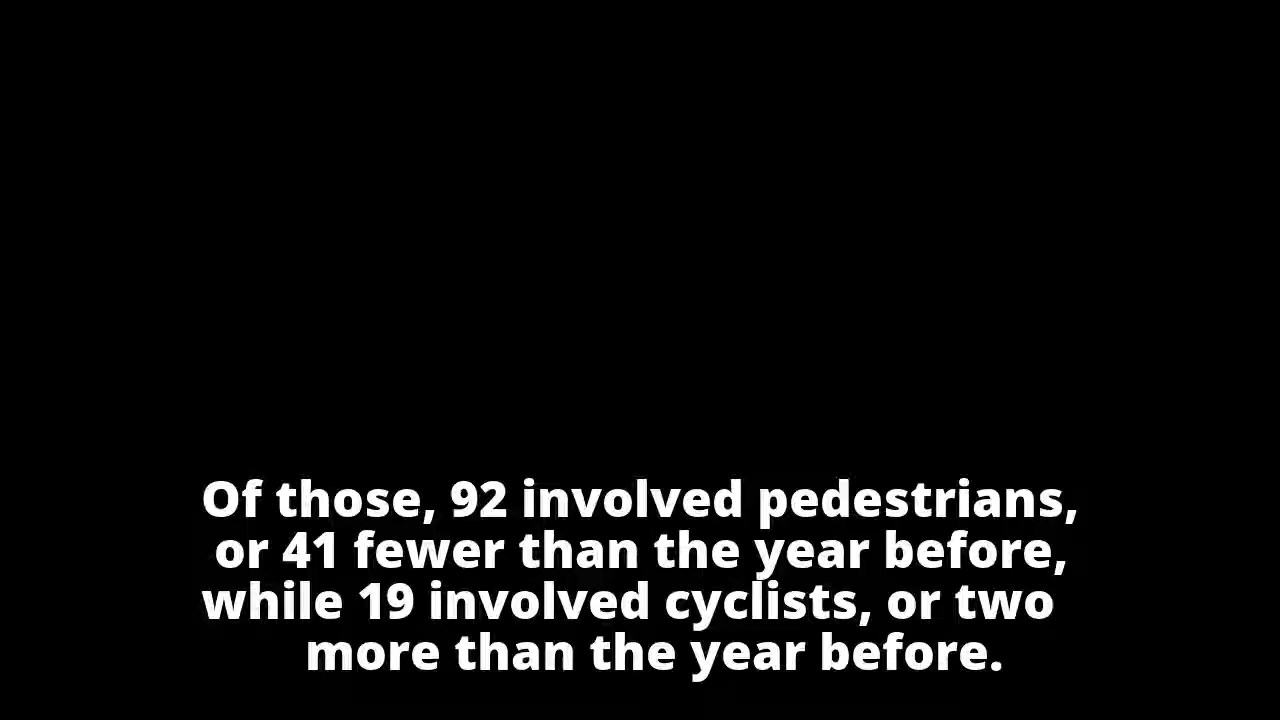 Of those, 92 involved pedestrians,
or 41 fewer than the year before,
while 19 involved cyclists, or two
more than the year before.